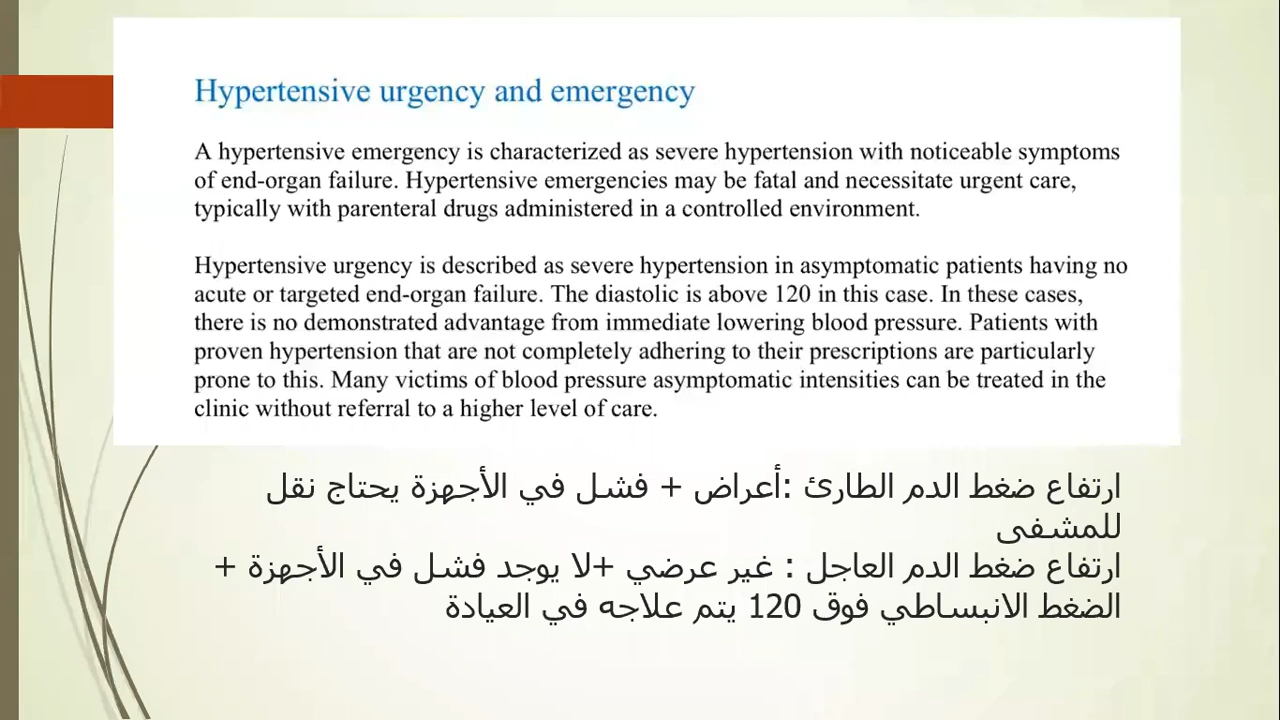 Hypertensive urgency and emergency
A hypertensive emergency is characterized as severe hypertension with noticeable symptoms
of end-organ failure. Hypertensive emergencies may be fatal and necessitate urgent care,
typically with parenteral drugs administered in a controlled environment.
Hypertensive urgency is described as severe hypertension in asymptomatic patients having no
acute or targeted end-organ failure. The diastolic is above 120 in this case. In these cases,
there is no demonstrated advantage from immediate lowering blood pressure. Patients with
proven hypertension that are not completely adhering to their prescriptions are particularly
prone to this. Many victims of blood pressure asymptomatic intensities can be treated in the
clinic without referral to a higher level of care.
ارتفاع ضغط الدم الطارئ :أعراض + فشل في الأجهزة يحتاج نقل
للمشفى
ارتفاع ضغط الدم العاجل : غير عرضي +لا يوجد فشل في الأجهزة +
الضغط الانبساطي فوق 120 يتم علاجه في العيادة